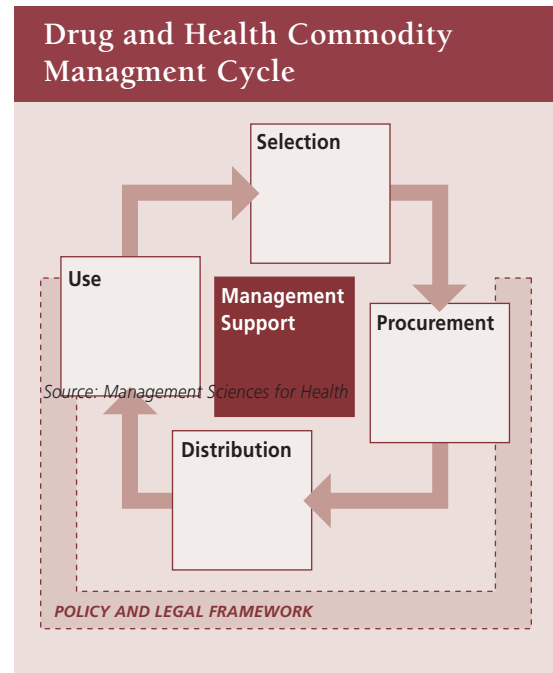 Drug and Health Commodity
Managment Cycle
Selection
Use
Management
Support
Procurement
Source: Management Sciences for Health
Distribution
POLICY AND LEGAL FRAMEWORK